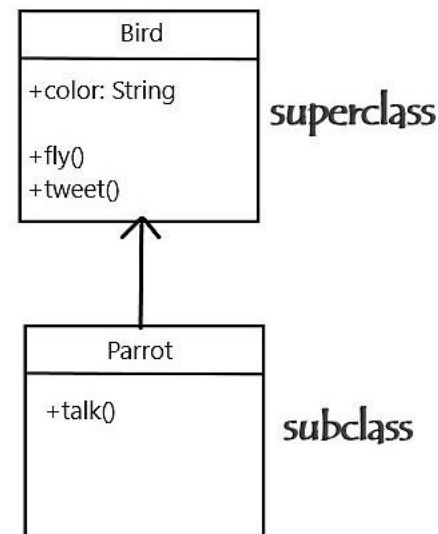 Bird
+color: String
superclass
+fly()
+tweet()
Parrot
+talk()
subclass